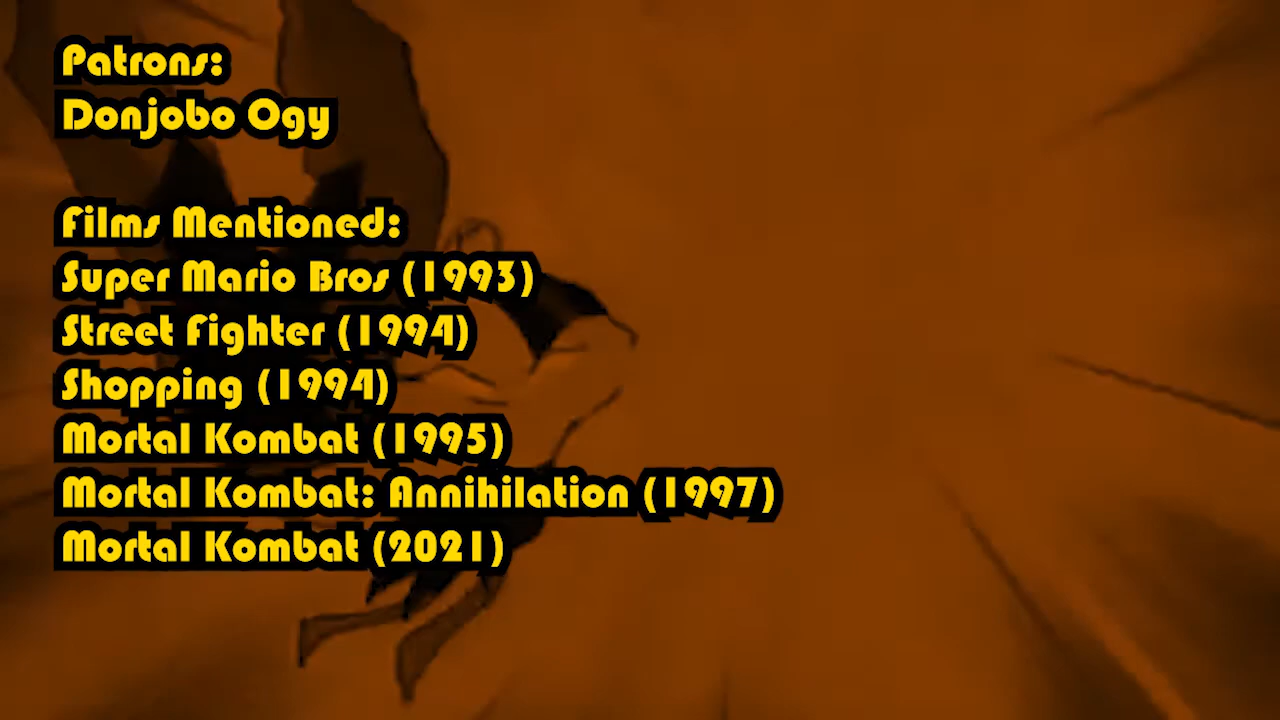 Patrons:
Donjobo Ogy
Films Mentioned:
Super Mario Bros (1993)
Street Fighter (1994)
Shopping (1994)
Mortal Kombat (1995)
Mortal Kombat: Annihilation (1997)
Mortal Kombat (2021)